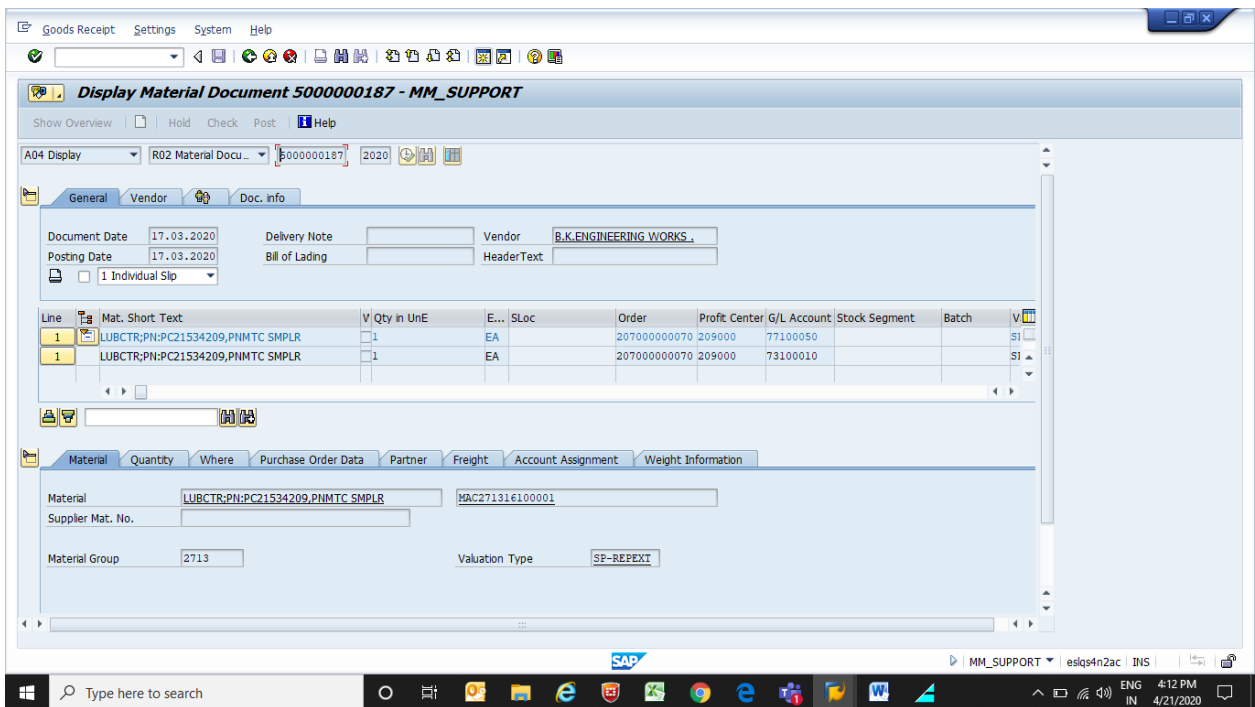 Goods Receipt Settings System Help
Display Material Document 5000000187 - MM_SUPPORT
Show Overview Hold Check Post Help
A04 Display R02 Material Docu... 5000000187 2020
General Vendor Doc. info
Document Date 17.03.2020 Delivery Note Vendor B.K.ENGINEERING WORKS .
Posting Date 17.03.2020 Bill of Lading HeaderText
1 Individual Slip
Line Mat. Short Text V Qty in UnE E... SLoc Order Profit Center G/L Account Stock Segment Batch V
1 LUBCTR;PN:PC21534209,PNMTC SMPLR 1 EA 207000000070 209000 77100050
1 LUBCTR;PN:PC21534209,PNMTC SMPLR 1 EA 207000000070 209000 73100010
Material Quantity Where Purchase Order Data Partner Freight Account Assignment Weight Information
Material LUBCTR;PN:PC21534209,PNMTC SMPLR MAC271316100001
Supplier Mat. No.
Material Group 2713 Valuation Type SP-REPEXT
SAP
MM_SUPPORT eslqs4n2ac INS
Type here to search
ENG 4:12 PM
IN 4/21/2020